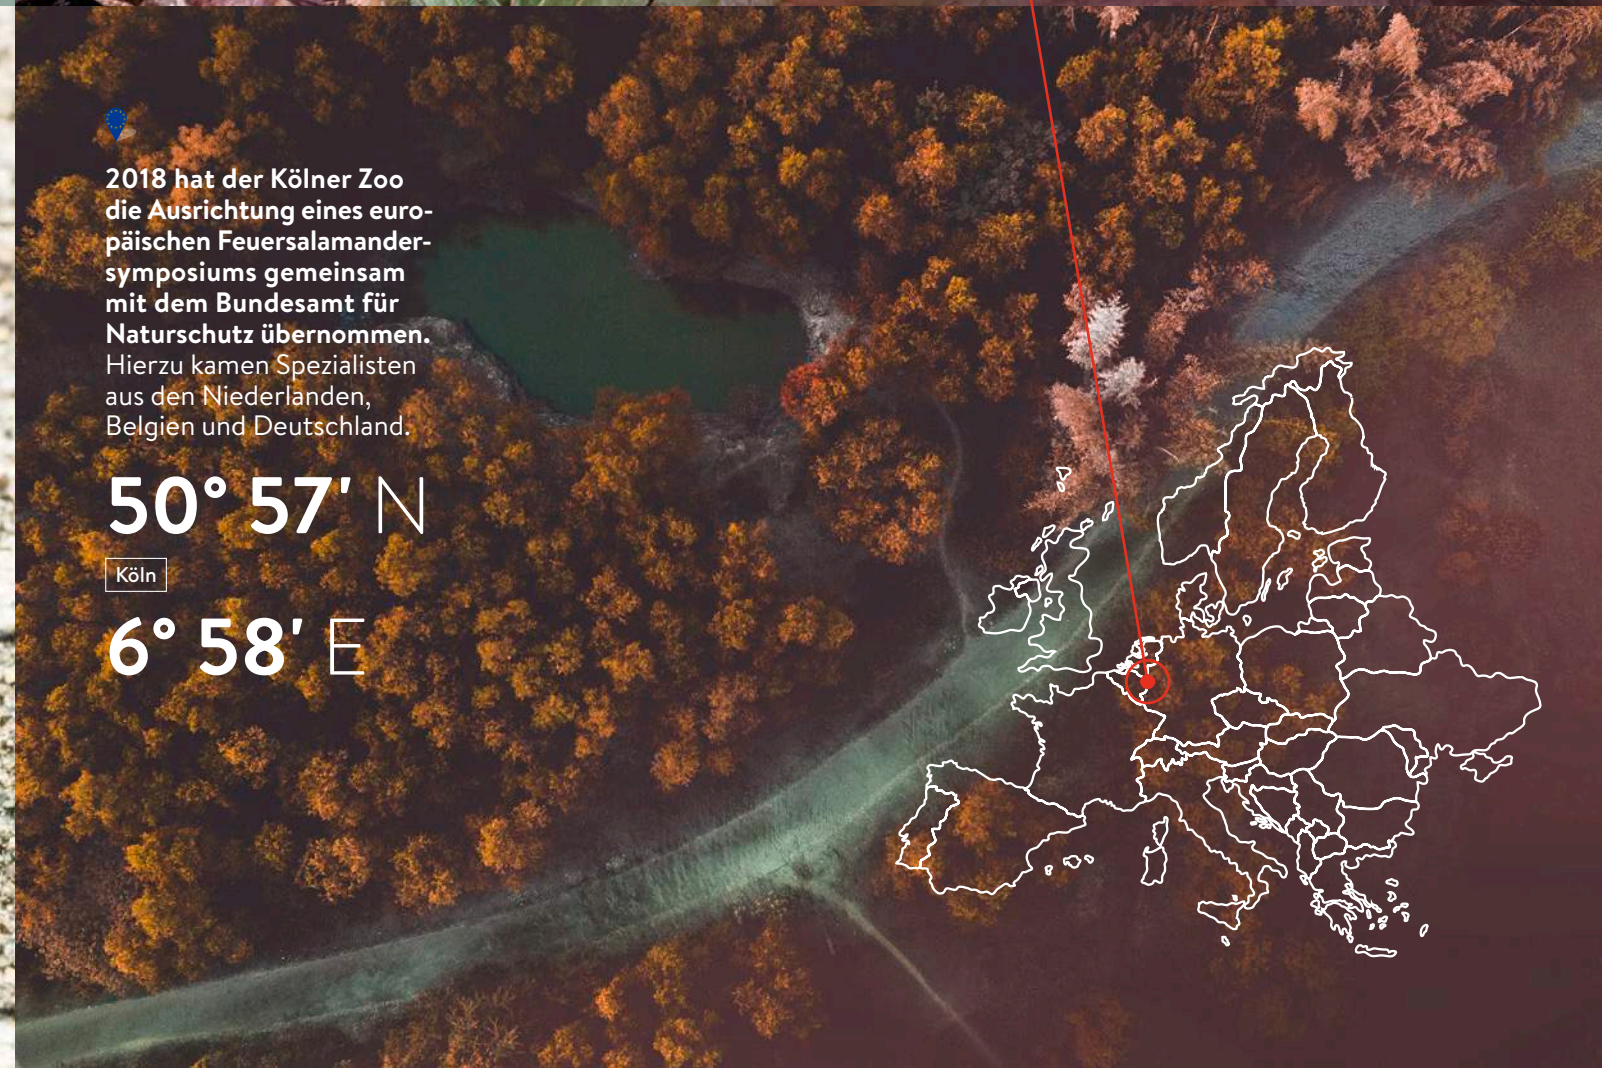 2018 hat der Kölner Zoo
die Ausrichtung eines euro-
päischen Feuersalamander-
symposiums gemeinsam
mit dem Bundesamt für
Naturschutz übernommen.
Hierzu kamen Spezialisten
aus den Niederlanden,
Belgien und Deutschland.
50° 57′ N
Köln
6° 58′ E